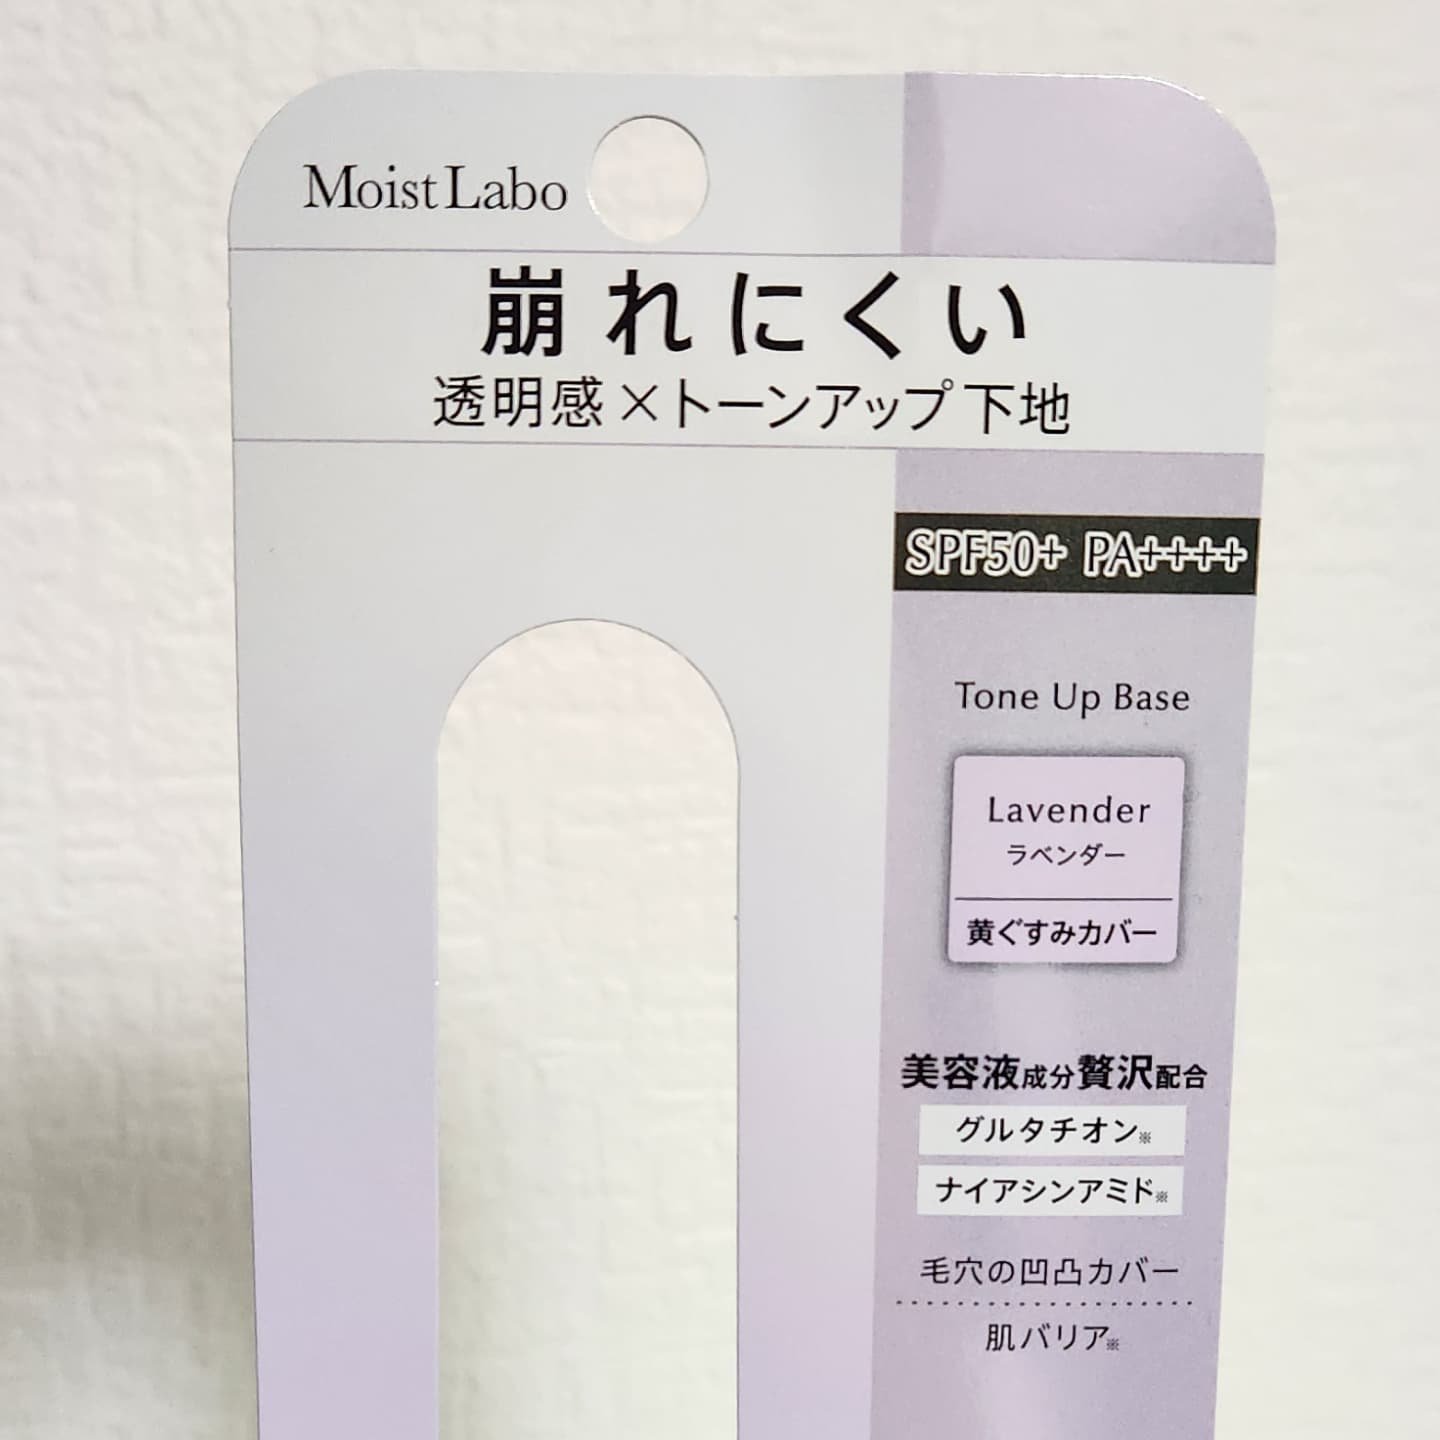 Moist Labo
崩れにくい
透明感×トーンアップ下地
SPF50+ PA++++
Tone Up Base
Lavender
ラベンダー
黄ぐすみカバー
美容液成分贅沢配合
グルタチオン※
ナイアシンアミド※
毛穴の凹凸カバー
肌バリア※